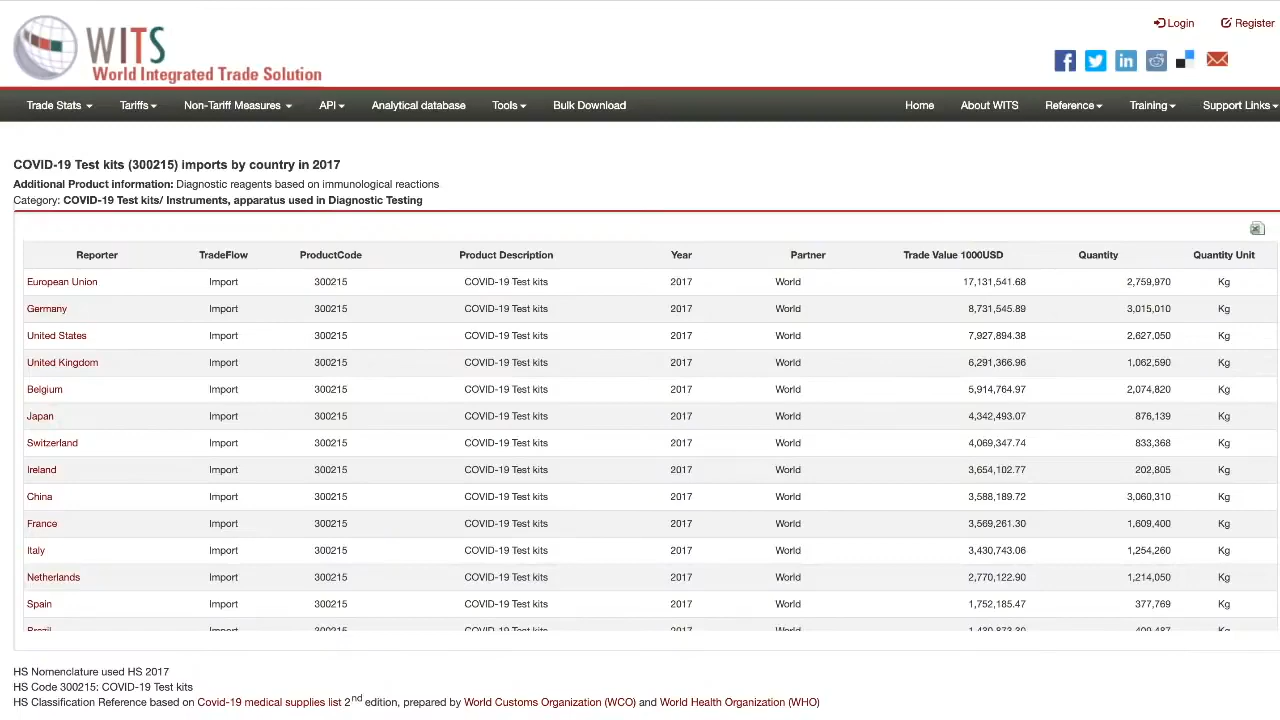 Login Register
WITS
World Integrated Trade Solution
Trade Stats Tariffs Non-Tariff Measures API Analytical database Tools Bulk Download Home About WITS Reference Training Support Links
COVID-19 Test kits (300215) imports by country in 2017
Additional Product information: Diagnostic reagents based on immunological reactions
Category: COVID-19 Test kits/ Instruments, apparatus used in Diagnostic Testing
Reporter TradeFlow ProductCode Product Description Year Partner Trade Value 1000USD Quantity Quantity Unit
European Union Import 300215 COVID-19 Test kits 2017 World 17,131,541.68 2,759,970 Kg
Germany Import 300215 COVID-19 Test kits 2017 World 8,731,545.89 3,015,010 Kg
United States Import 300215 COVID-19 Test kits 2017 World 7,927,894.38 2,627,050 Kg
United Kingdom Import 300215 COVID-19 Test kits 2017 World 6,291,366.96 1,062,590 Kg
Belgium Import 300215 COVID-19 Test kits 2017 World 5,914,764.97 2,074,820 Kg
Japan Import 300215 COVID-19 Test kits 2017 World 4,342,493.07 876,139 Kg
Switzerland Import 300215 COVID-19 Test kits 2017 World 4,069,347.74 833,368 Kg
Ireland Import 300215 COVID-19 Test kits 2017 World 3,654,102.77 202,805 Kg
China Import 300215 COVID-19 Test kits 2017 World 3,588,189.72 3,060,310 Kg
France Import 300215 COVID-19 Test kits 2017 World 3,569,261.30 1,609,400 Kg
Italy Import 300215 COVID-19 Test kits 2017 World 3,430,743.06 1,254,260 Kg
Netherlands Import 300215 COVID-19 Test kits 2017 World 2,770,122.90 1,214,050 Kg
Spain Import 300215 COVID-19 Test kits 2017 World 1,752,185.47 377,769 Kg
Brazil Import 300215 COVID-19 Test kits 2017 World
HS Nomenclature used HS 2017
HS Code 300215: COVID-19 Test kits
HS Classification Reference based on Covid-19 medical supplies list 2nd edition, prepared by World Customs Organization (WCO) and World Health Organization (WHO)